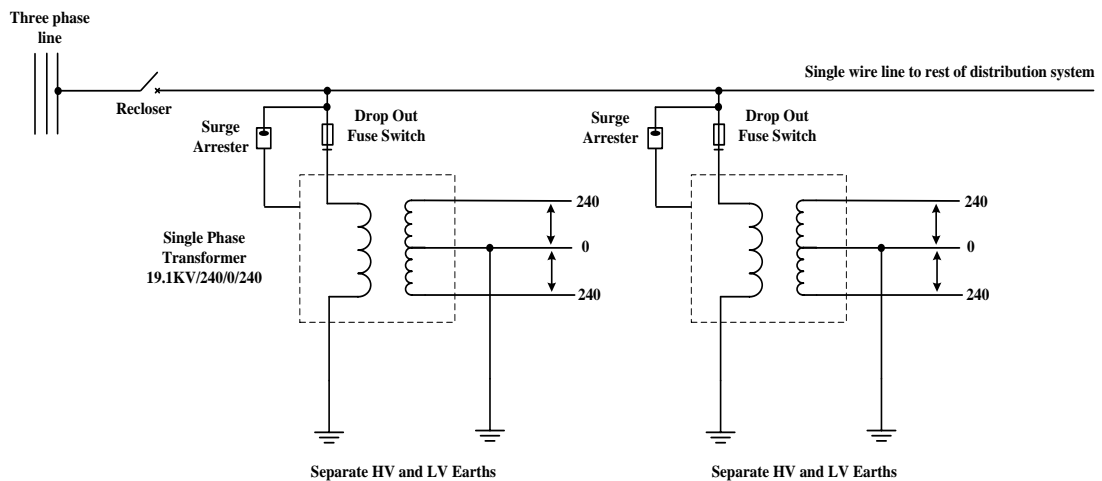 Three phase
line
Recloser
Single wire line to rest of distribution system
Surge
Arrester
Drop Out
Fuse Switch
Surge
Arrester
Drop Out
Fuse Switch
Single Phase
Transformer
19.1KV/240/0/240
240
0
240
240
0
240
Separate HV and LV Earths
Separate HV and LV Earths